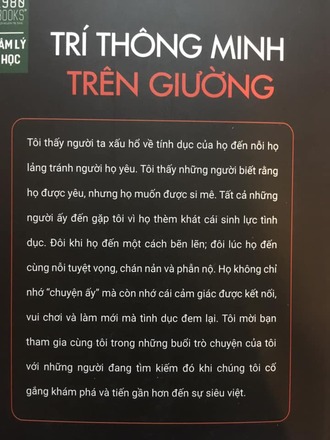 1980
BOOKS
TÂM LÝ
HỌC
TRÍ THÔNG MINH
TRÊN GIƯỜNG
Tôi thấy người ta xấu hổ về tính dục của họ đến nỗi họ
lảng tránh người họ yêu. Tôi thấy những người biết rằng
họ được yêu, nhưng họ muốn được si mê. Tất cả những
người ấy đến gặp tôi vì họ thèm khát cái sinh lực tình
dục. Đôi khi họ đến một cách bẽn lẽn; đôi lúc họ đến
cùng nỗi tuyệt vọng, chán nản và phẫn nộ. Họ không chỉ
nhớ “chuyện ấy” mà còn nhớ cái cảm giác được kết nối,
vui chơi và làm mới mà tình dục đem lại. Tôi mời bạn
tham gia cùng tôi trong những buổi trò chuyện của tôi
với những người đang tìm kiếm đó khi chúng tôi cố
gắng khám phá và tiến gần hơn đến sự siêu việt.